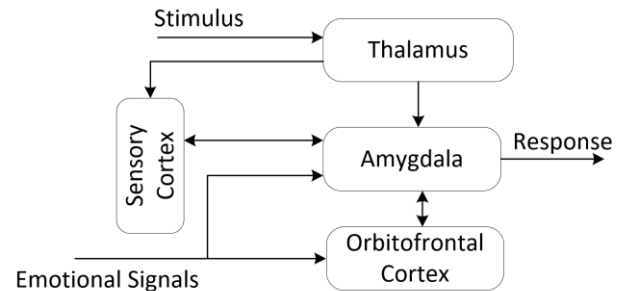 Stimulus
Thalamus
Sensory
Cortex
Amygdala
Response
Orbitofrontal
Cortex
Emotional Signals